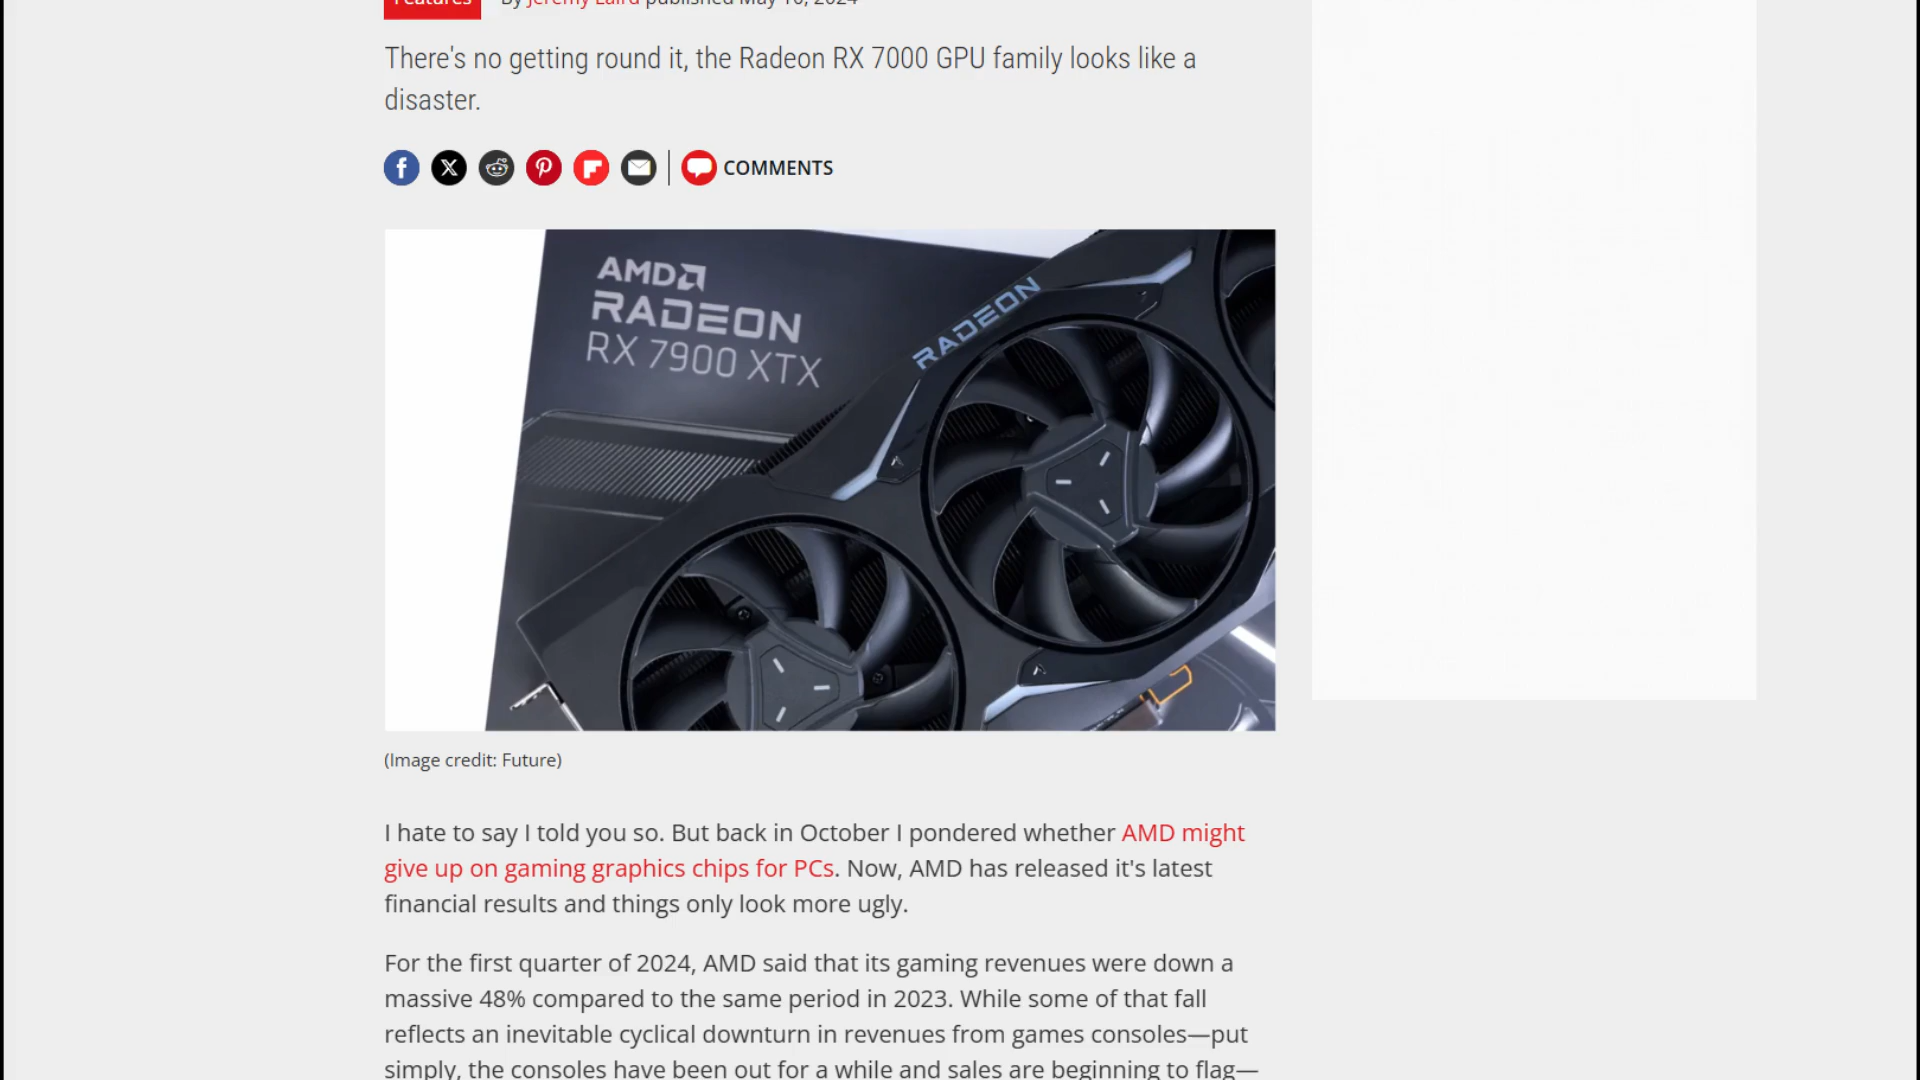 Features By Jeremy Laird published May 10, 2024
There's no getting round it, the Radeon RX 7000 GPU family looks like a
disaster.
COMMENTS
AMD
RADEON
RX 7900 XTX
RADEON
(Image credit: Future)
I hate to say I told you so. But back in October I pondered whether AMD might
give up on gaming graphics chips for PCs. Now, AMD has released it's latest
financial results and things only look more ugly.
For the first quarter of 2024, AMD said that its gaming revenues were down a
massive 48% compared to the same period in 2023. While some of that fall
reflects an inevitable cyclical downturn in revenues from games consoles—put
simply, the consoles have been out for a while and sales are beginning to flag—